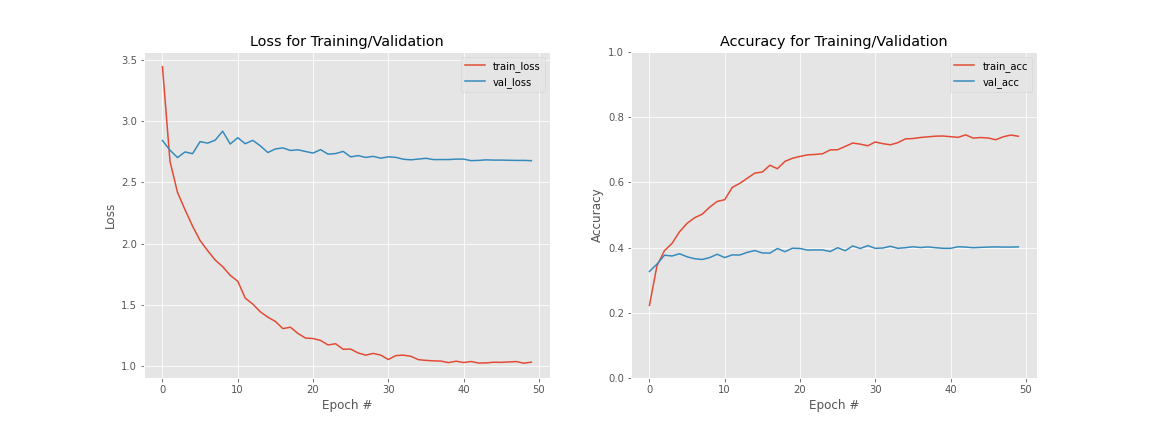 Loss for Training/Validation
3.5
3.0
2.5
2.0
1.5
1.0
Loss
0
10
20
30
40
50
Epoch #
train_loss
val_loss
Accuracy for Training/Validation
1.0
0.8
0.6
0.4
0.2
0.0
Accuracy
0
10
20
30
40
50
Epoch #
train_acc
val_acc